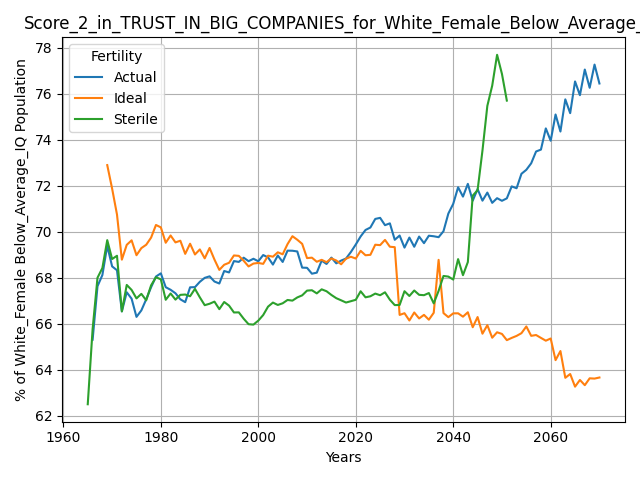 Score_2_in_TRUST_IN_BIG_COMPANIES_for_White_Female_Below_Average_
Fertility
Actual
Ideal
Sterile
% of White_Female Below_Average_IQ Population
78
76
74
72
70
68
66
64
62
1960
1980
2000
2020
2040
2060
Years